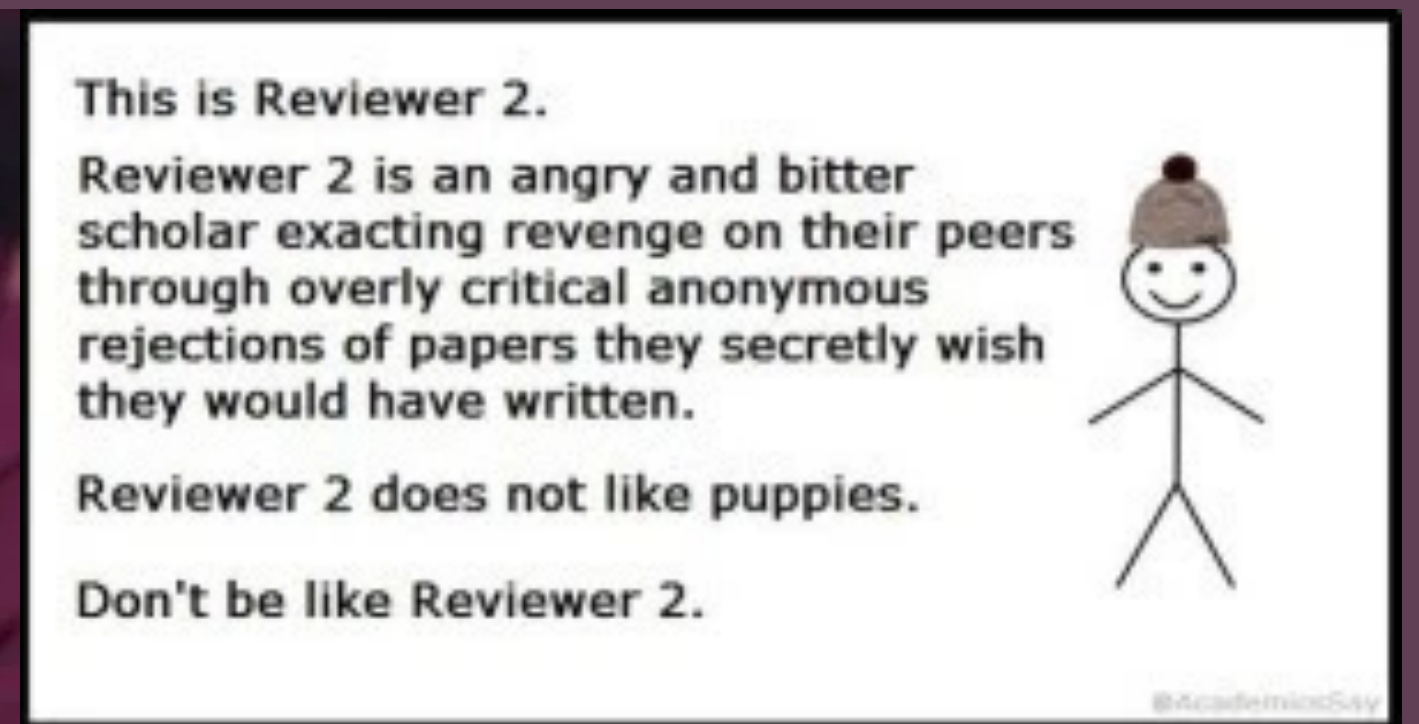 This is Reviewer 2.
Reviewer 2 is an angry and bitter
scholar exacting revenge on their peers
through overly critical anonymous
rejections of papers they secretly wish
they would have written.
Reviewer 2 does not like puppies.
Don't be like Reviewer 2.
@AcademicsSay